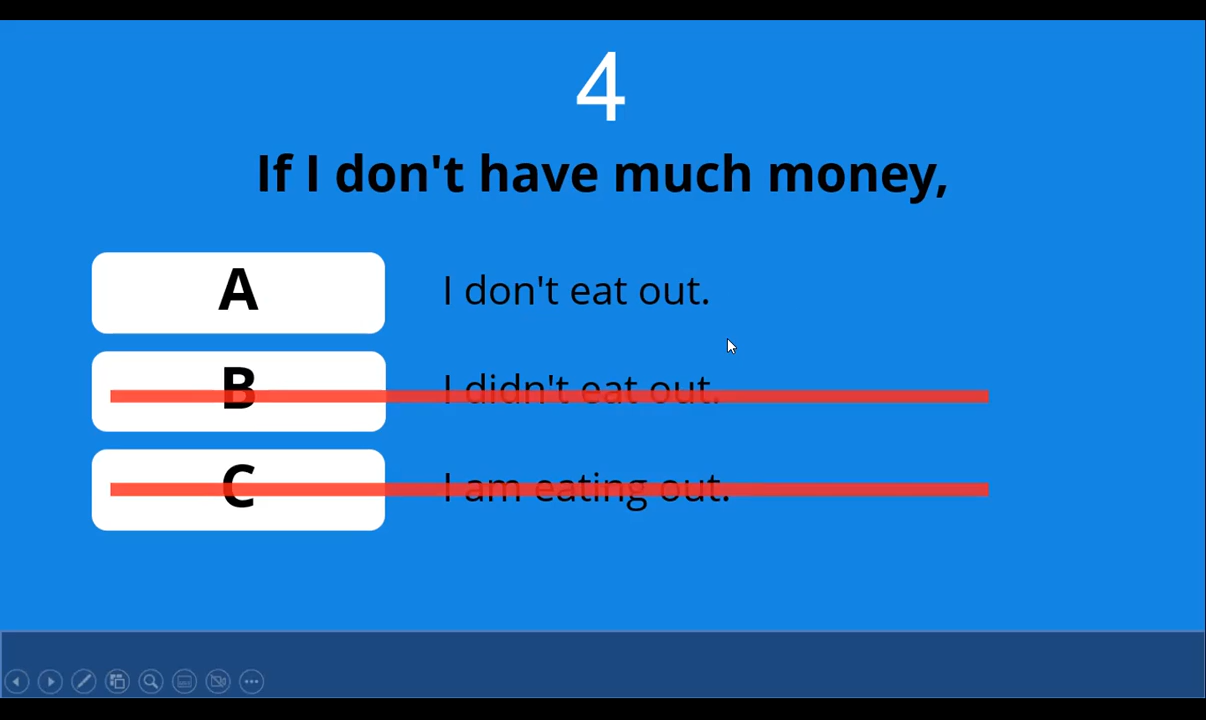 4
If I don't have much money,
A I don't eat out.
B I didn't eat out.
C I am eating out.